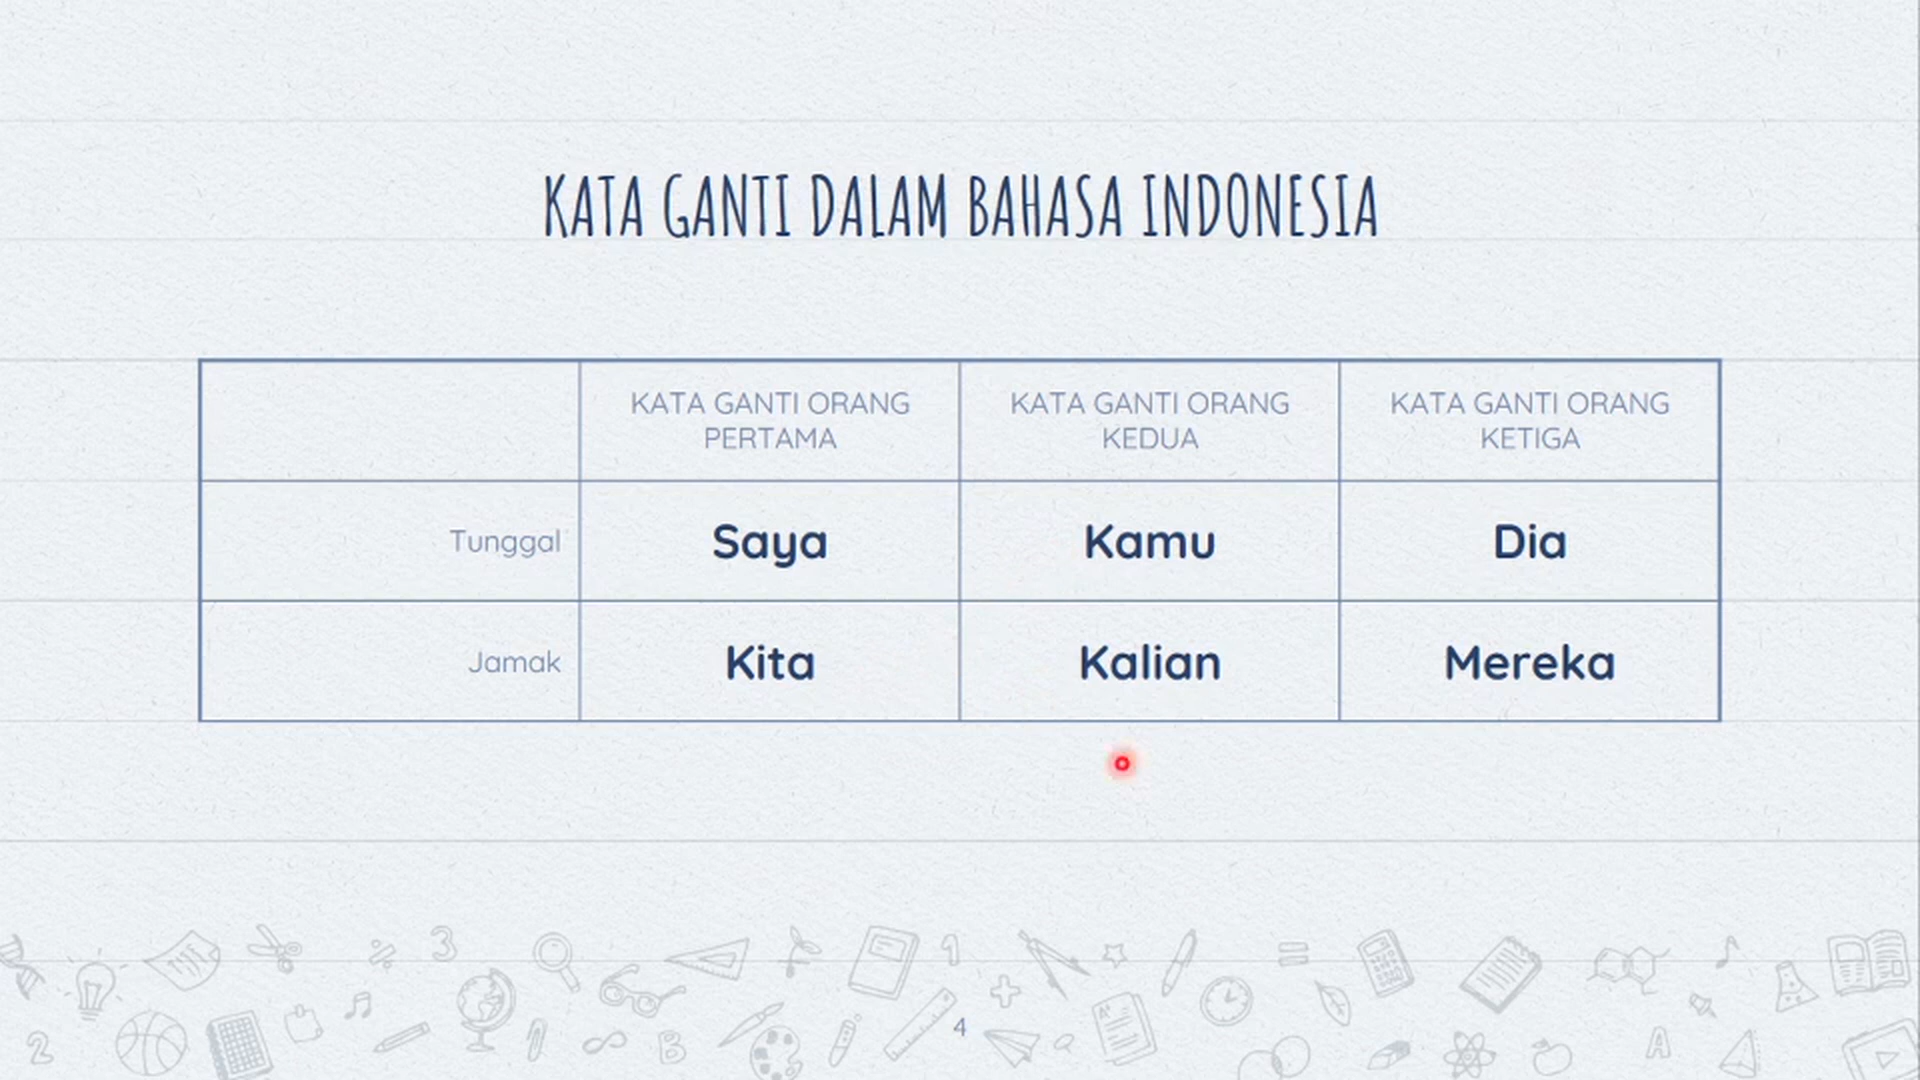 KATA GANTI DALAM BAHASA INDONESIA
KATA GANTI ORANG
PERTAMA
KATA GANTI ORANG
KEDUA
KATA GANTI ORANG
KETIGA
Tunggal
Saya
Kamu
Dia
Jamak
Kita
Kalian
Mereka
4